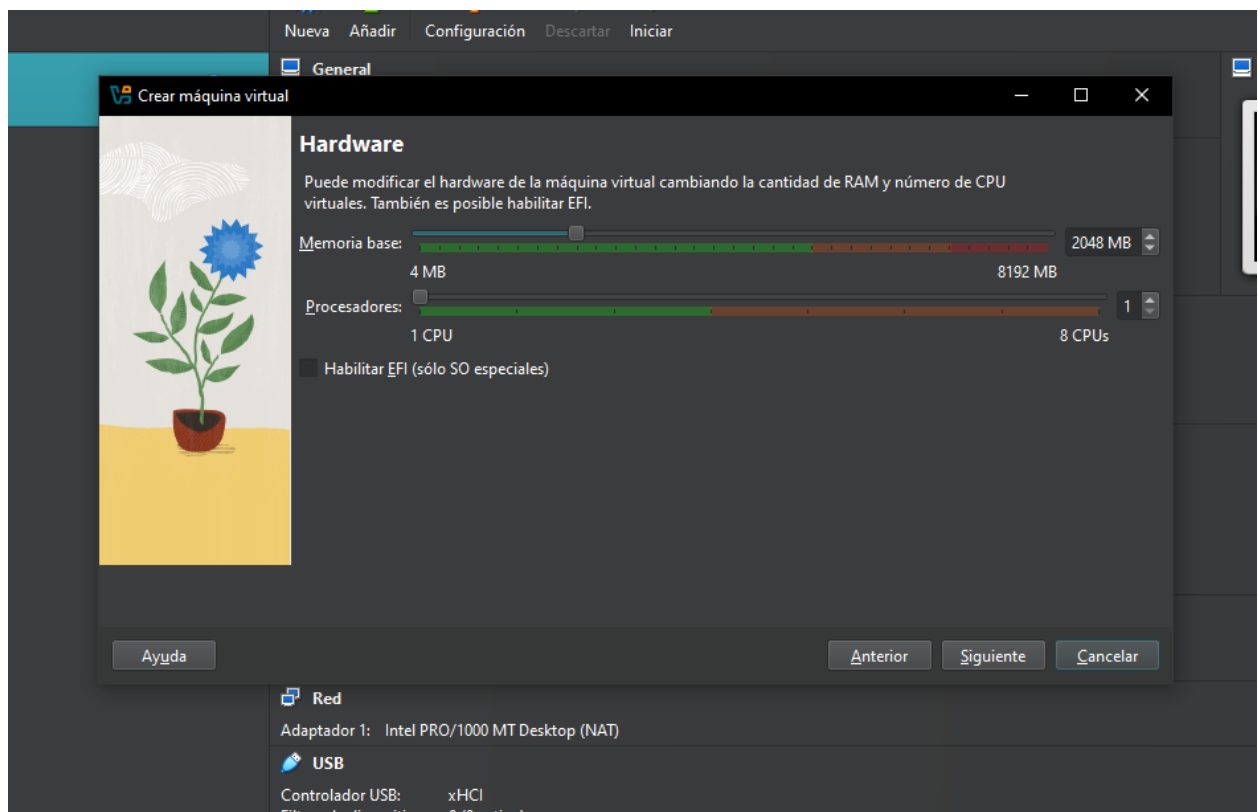 Nueva Añadir Configuración Descartar Iniciar
General
Crear máquina virtual
Hardware
Puede modificar el hardware de la máquina virtual cambiando la cantidad de RAM y número de CPU
virtuales. También es posible habilitar EFI.
Memoria base: 2048 MB
4 MB 8192 MB
Procesadores: 1
1 CPU 8 CPUs
Habilitar EFI (sólo SO especiales)
Ayuda Anterior Siguiente Cancelar
Red
Adaptador 1: Intel PRO/1000 MT Desktop (NAT)
USB
Controlador USB: xHCI